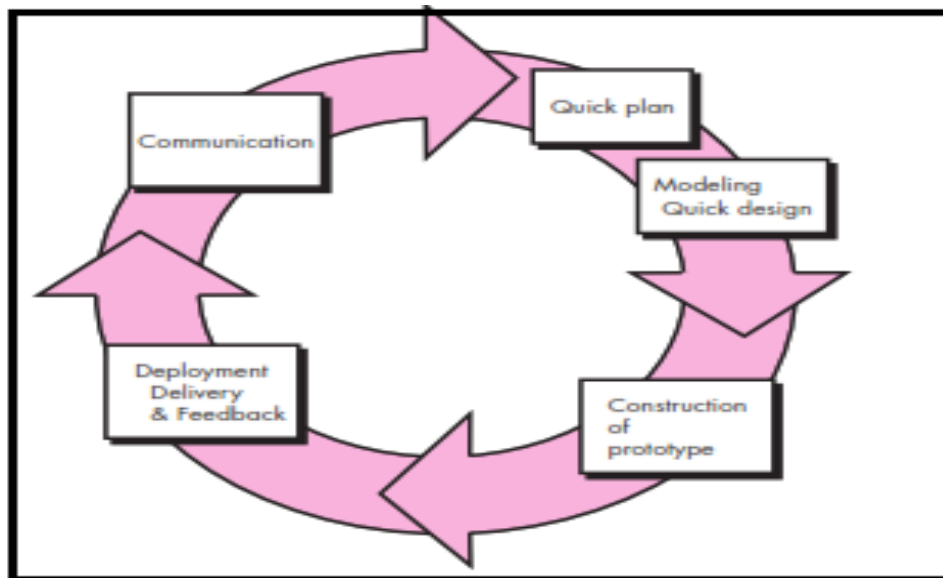 Communication
Quick plan
Modeling
Quick design
Construction
of
prototype
Deployment
Delivery
& Feedback